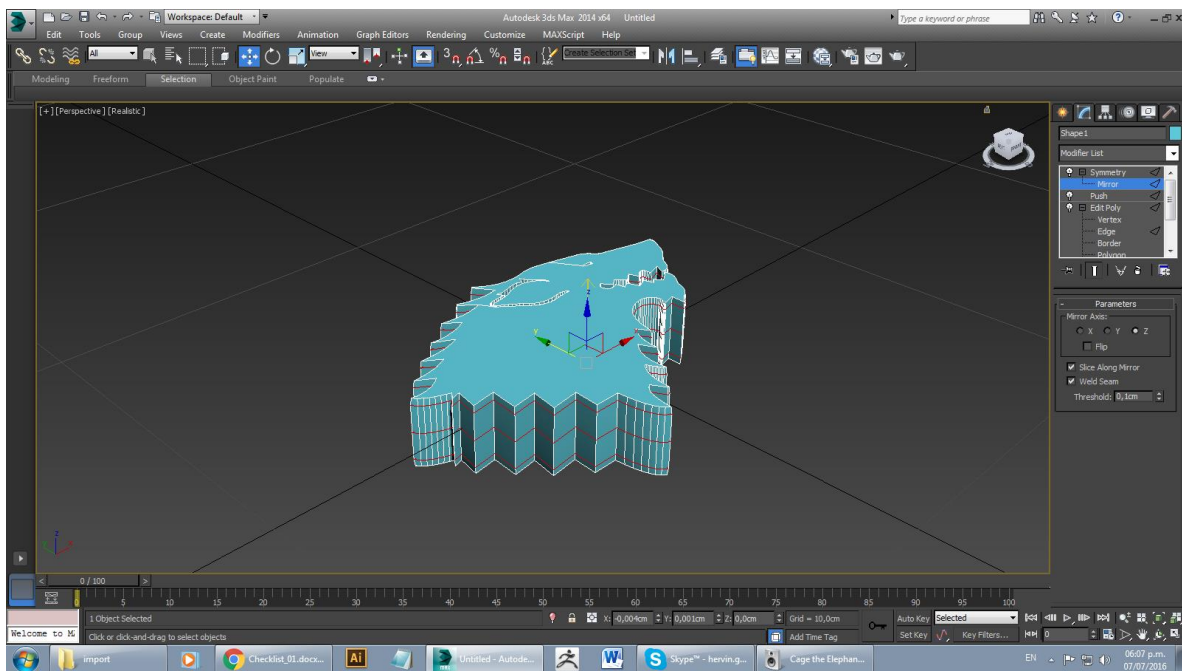 Workspace: Default
Autodesk 3ds Max 2014 x64 Untitled
Type a keyword or phrase
Edit Tools Group Views Create Modifiers Animation Graph Editors Rendering Customize MAXScript Help
All
View
3
Create Selection Set
Modeling Freeform Selection Object Paint Populate
[+] [Perspective] [Realistic]
Shape1
Modifier List
Symmetry
Mirror
Push
Edit Poly
Vertex
Edge
Border
Polygon
- Parameters
Mirror Axis:
X Y Z
Flip
Slice Along Mirror
Weld Seam
Threshold: 0,1cm
z
y
z
< 0 / 100 >
0 5 10 15 20 25 30 35 40 45 50 55 60 65 70 75 80 85 90 95 100
1 Object Selected
X: -0,004cm Y: 0,001cm Z: 0,0cm
Grid = 10,0cm
Auto Key Selected
Welcome to M
Click or click-and-drag to select objects
Add Time Tag
Set Key Key Filters...
0
import
Checklist_01.docx...
Ai
Untitled - Autode...
W
Skype™ - hervin.g...
Cage the Elephan...
EN
06:07 p.m.
07/07/2016